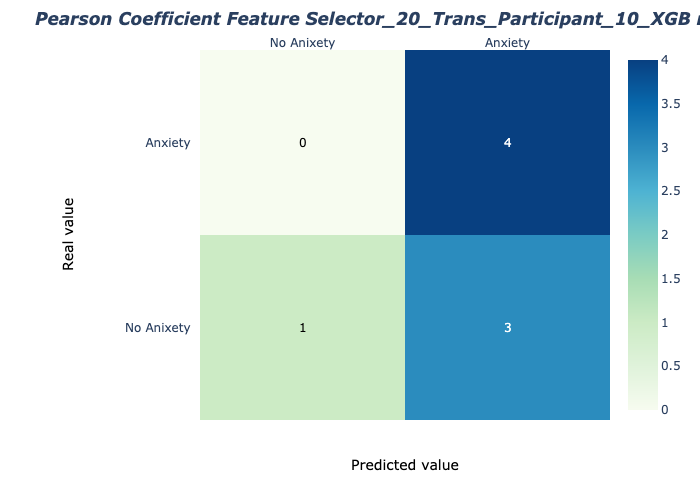 Pearson Coefficient Feature Selector_20_Trans_Participant_10_XGB
No Anixety Anxiety
Anxiety 0 4
No Anixety 1 3
Real value
Predicted value
4
3.5
3
2.5
2
1.5
1
0.5
0